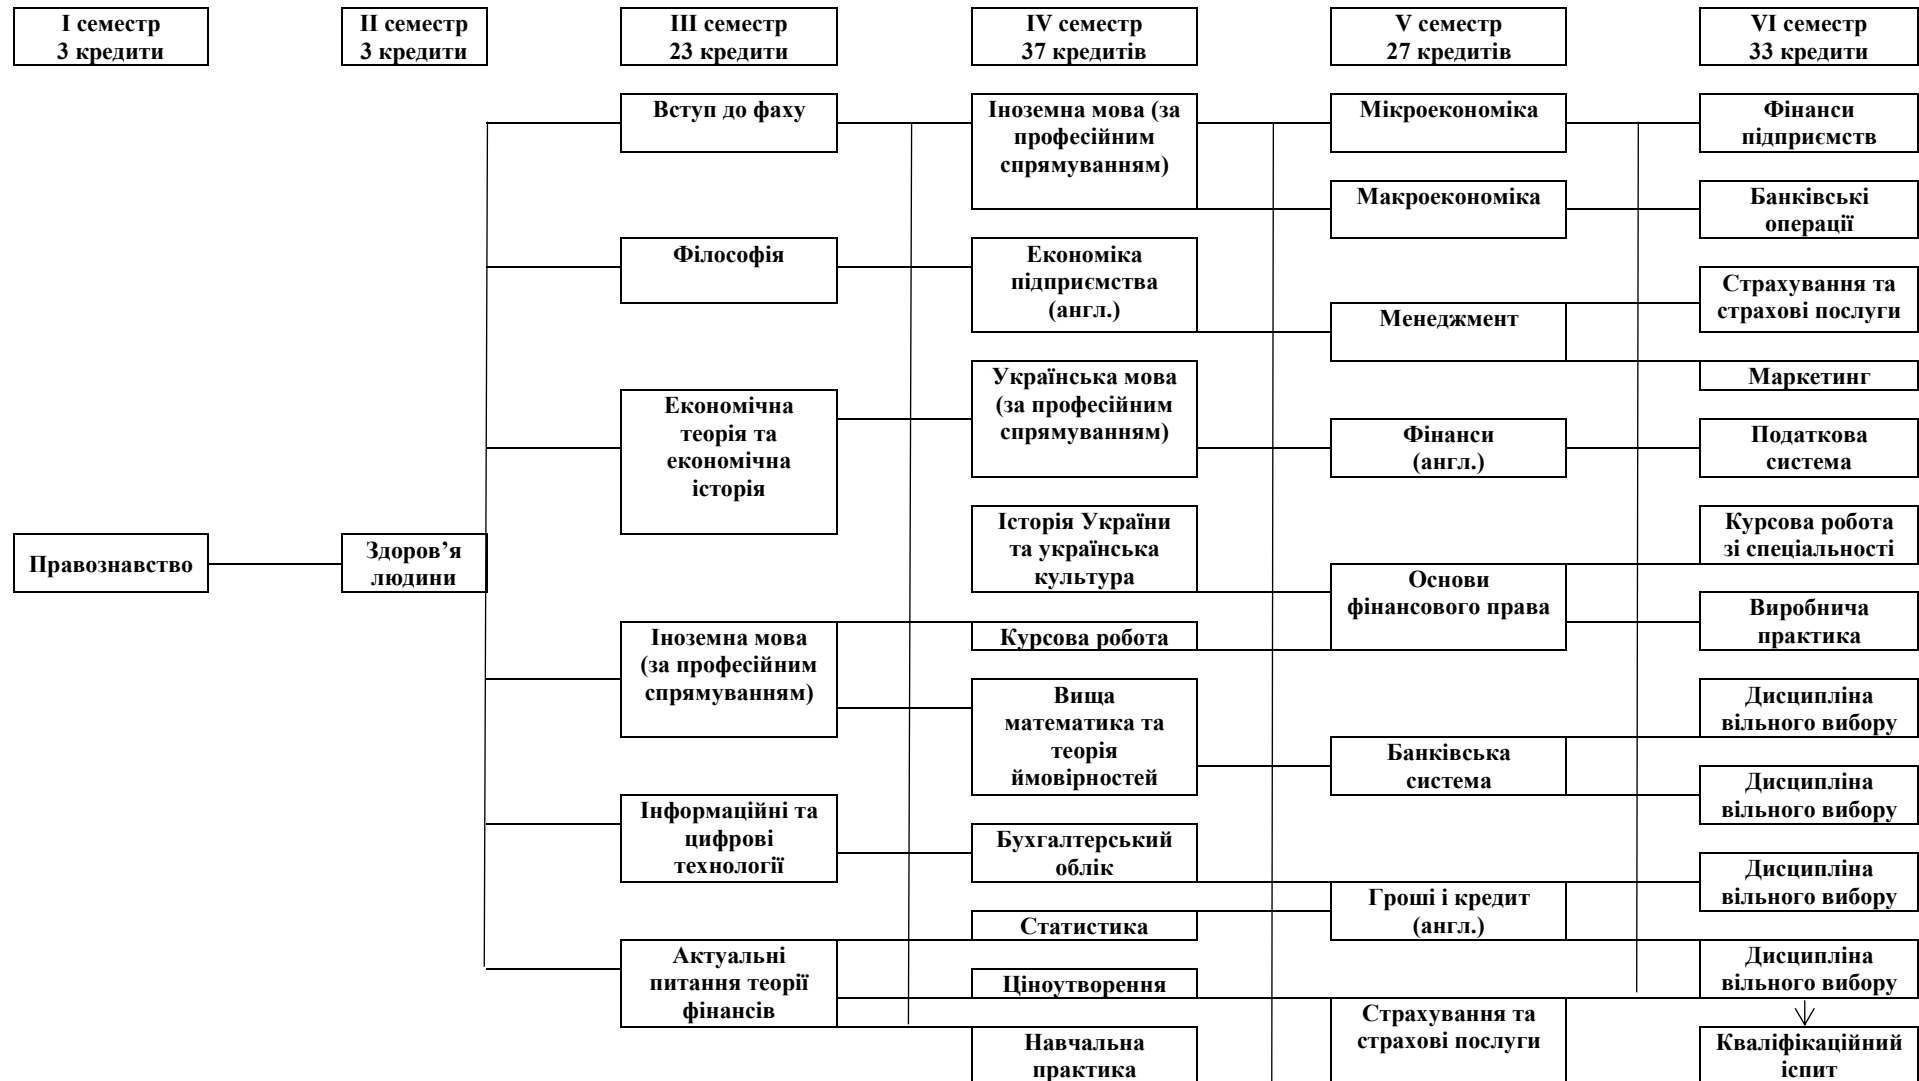 I семестр
3 кредити
II семестр
3 кредити
III семестр
23 кредити
IV семестр
37 кредитів
V семестр
27 кредитів
VI семестр
33 кредити
Правознавство
Здоров’я
людини
Вступ до фаху
Філософія
Економічна
теорія та
економічна
історія
Іноземна мова
(за професійним
спрямуванням)
Інформаційні та
цифрові
технології
Актуальні
питання теорії
фінансів
Іноземна мова (за
професійним
спрямуванням)
Економіка
підприємства
(англ.)
Українська мова
(за професійним
спрямуванням)
Історія України
та українська
культура
Курсова робота
Вища
математика та
теорія
ймовірностей
Бухгалтерський
облік
Статистика
Ціноутворення
Навчальна
практика
Мікроекономіка
Макроекономіка
Менеджмент
Фінанси
(англ.)
Основи
фінансового права
Банківська
система
Гроші і кредит
(англ.)
Страхування та
страхові послуги
Фінанси
підприємств
Банківські
операції
Страхування та
страхові послуги
Маркетинг
Податкова
система
Курсова робота
зі спеціальності
Виробнича
практика
Дисципліна
вільного вибору
Дисципліна
вільного вибору
Дисципліна
вільного вибору
Дисципліна
вільного вибору
Кваліфікаційний
іспит